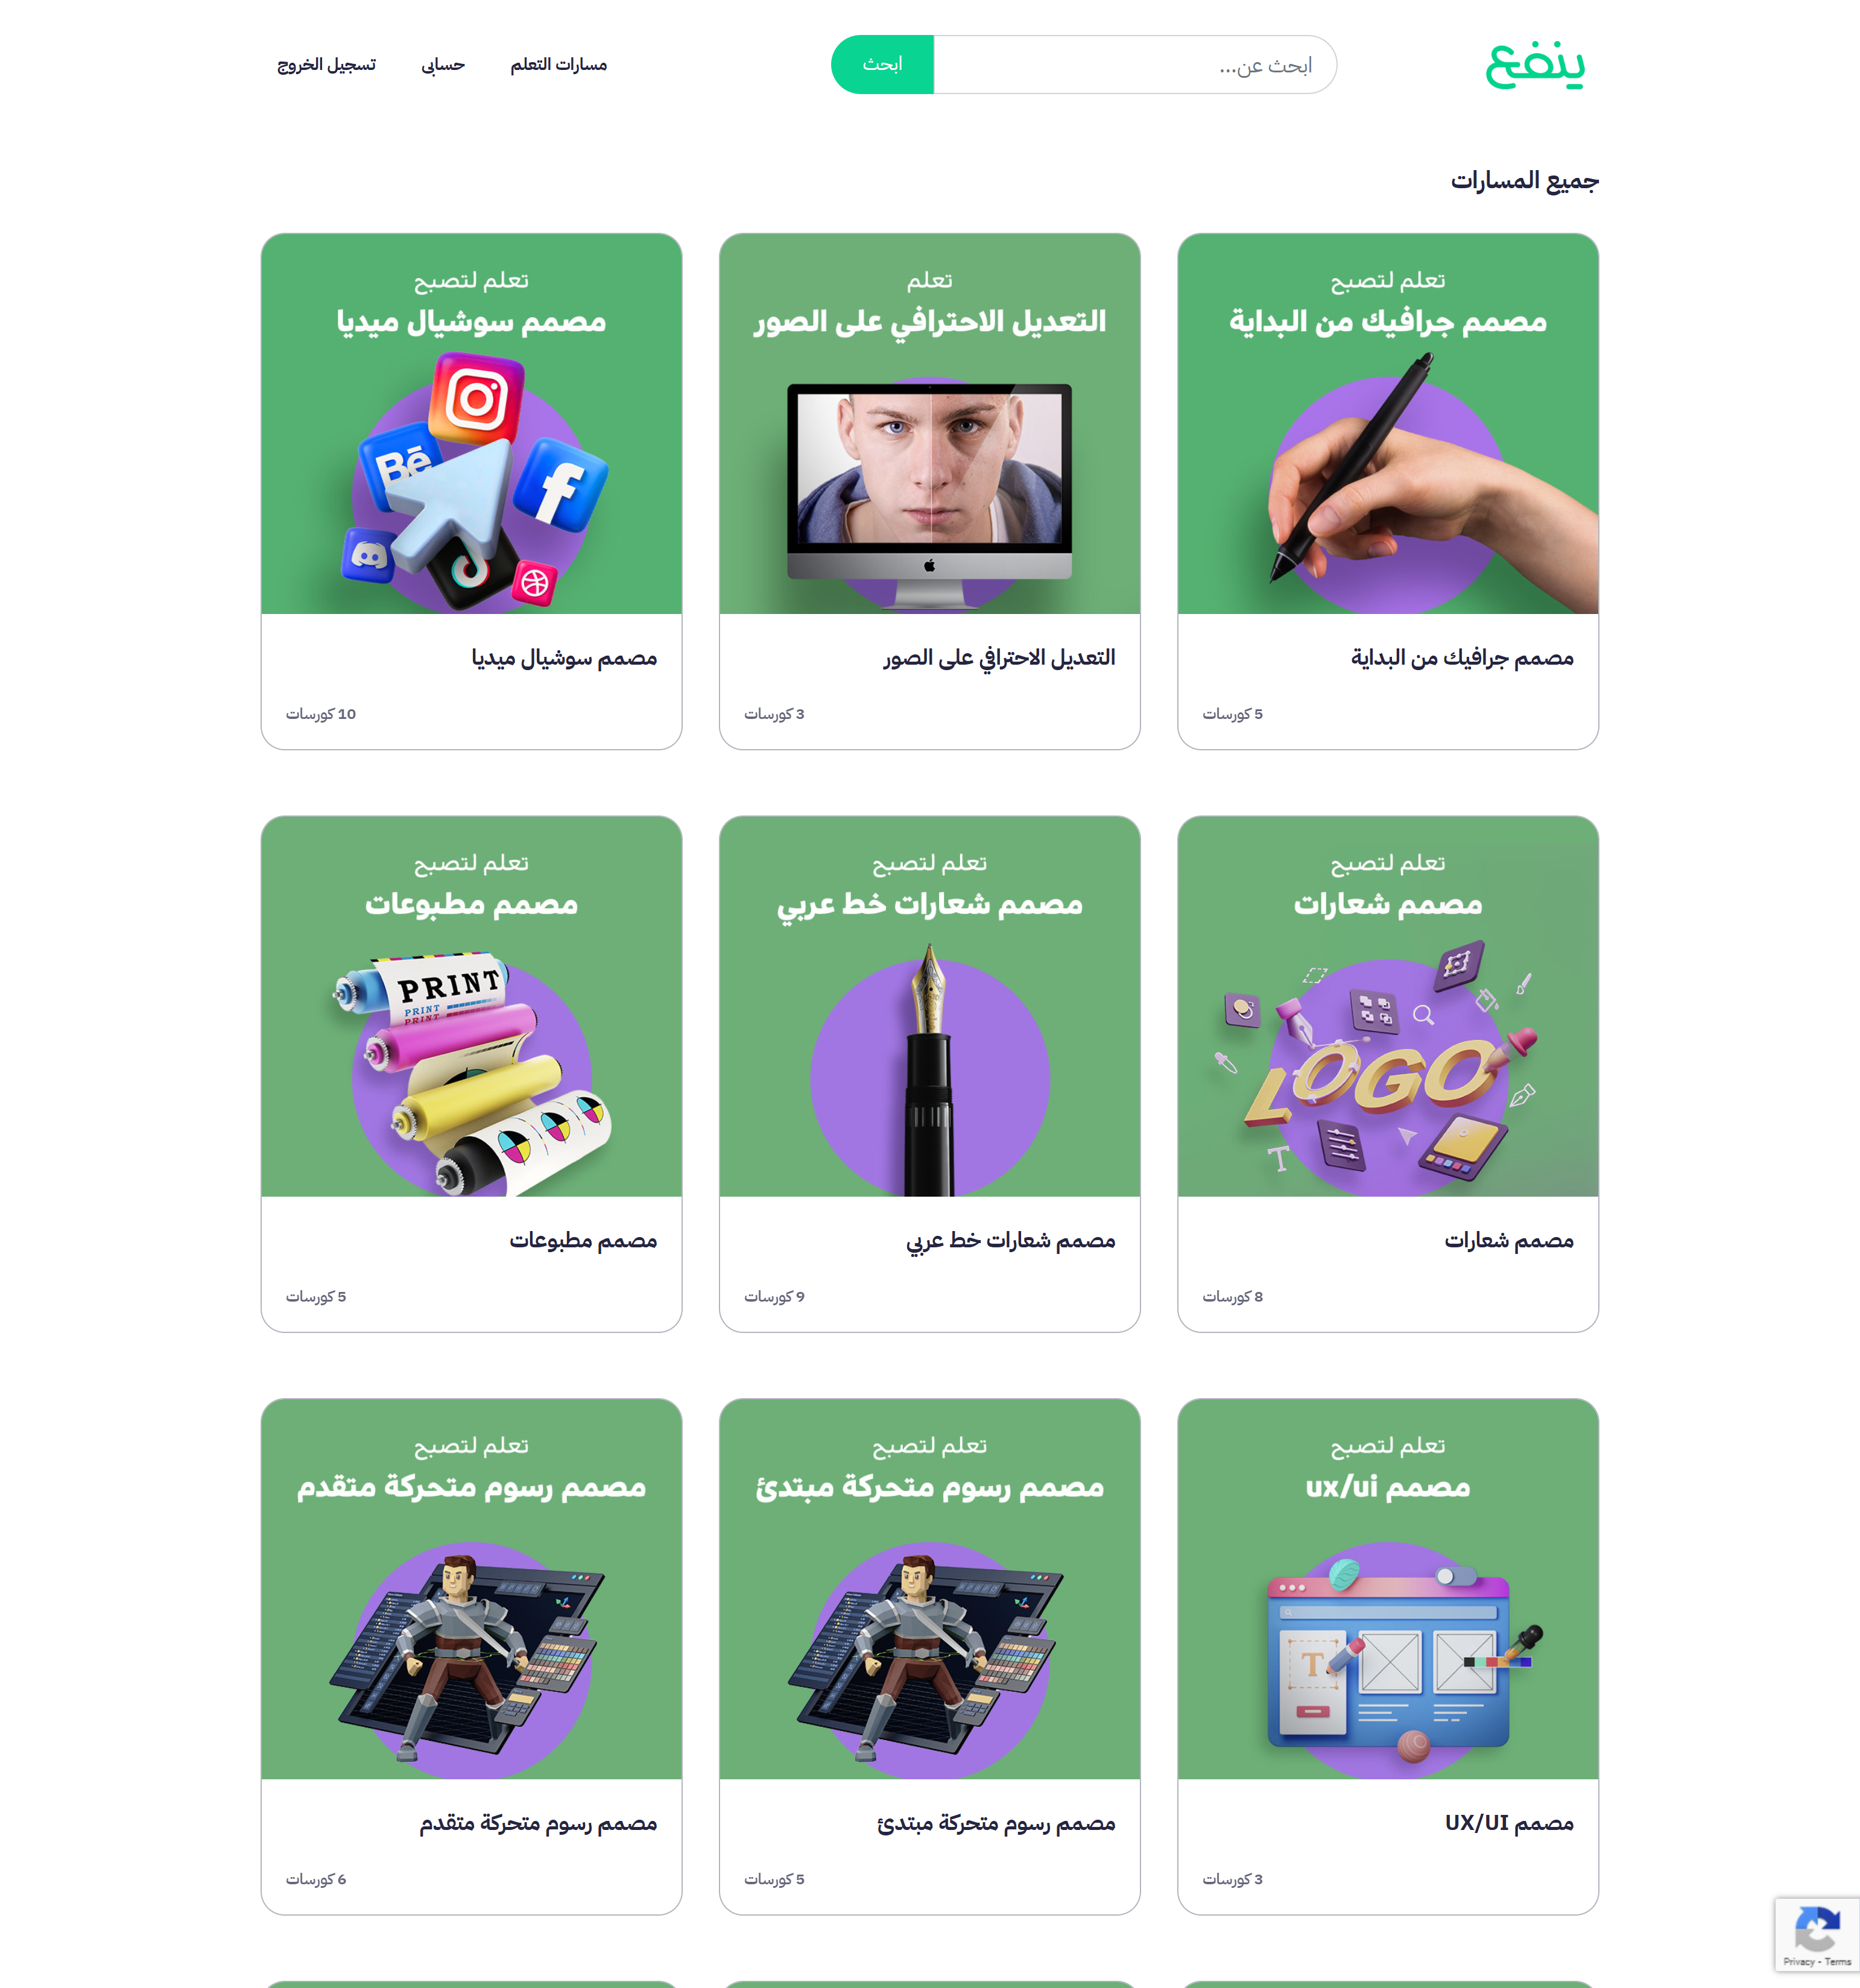 ينفع
ابحث عن...
ابحث
مسارات التعلم
حسابى
تسجيل الخروج
جميع المسارات
تعلم لتصبح
مصمم جرافيك من البداية
مصمم جرافيك من البداية
5 كورسات
تعلم
التعديل الاحترافي على الصور
التعديل الاحترافي على الصور
3 كورسات
تعلم لتصبح
مصمم سوشيال ميديا
Bē
مصمم سوشيال ميديا
10 كورسات
تعلم لتصبح
مصمم شعارات
LOGO
T
مصمم شعارات
8 كورسات
تعلم لتصبح
مصمم شعارات خط عربي
مصمم شعارات خط عربي
9 كورسات
تعلم لتصبح
مصمم مطبوعات
PRINT
PRINT
PRINT
مصمم مطبوعات
5 كورسات
تعلم لتصبح
مصمم ux/ui
T
مصمم UX/UI
3 كورسات
تعلم لتصبح
مصمم رسوم متحركة مبتدئ
مصمم رسوم متحركة مبتدئ
5 كورسات
تعلم لتصبح
مصمم رسوم متحركة متقدم
مصمم رسوم متحركة متقدم
6 كورسات
Privacy - Terms